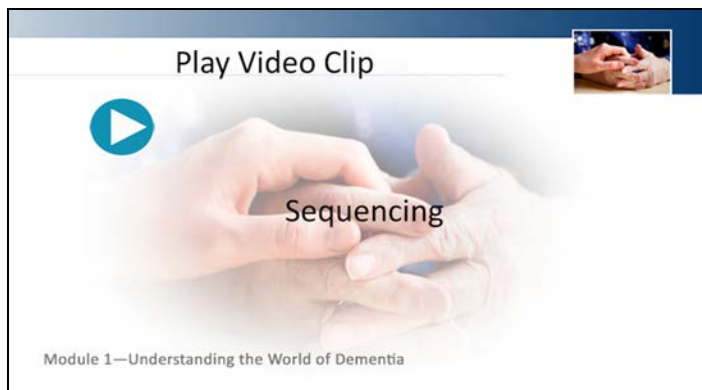 Play Video Clip
Sequencing
Module 1—Understanding the World of Dementia